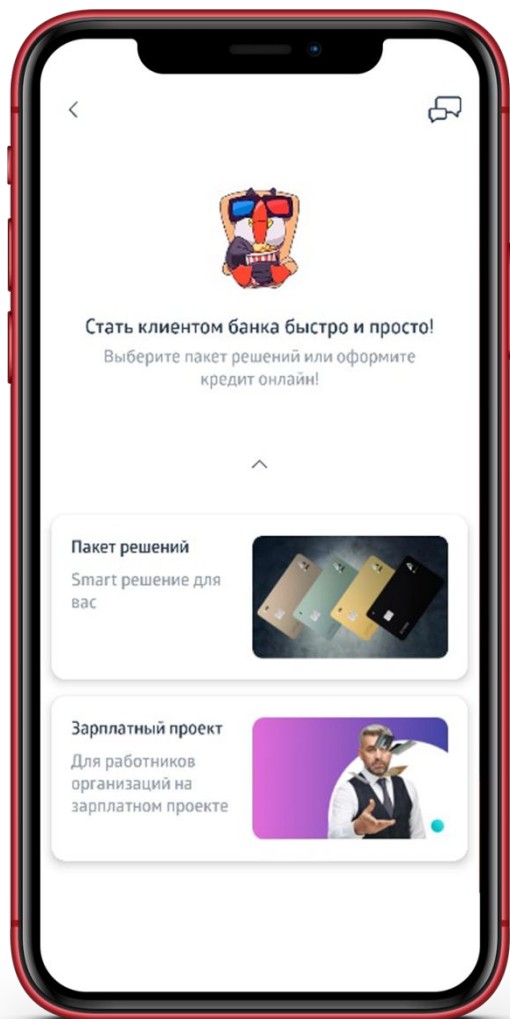 Стать клиентом банка быстро и просто!
Выберите пакет решений или оформите
кредит онлайн!
Пакет решений
Smart решение для
вас
Зарплатный проект
Для работников
организаций на
зарплатном проекте